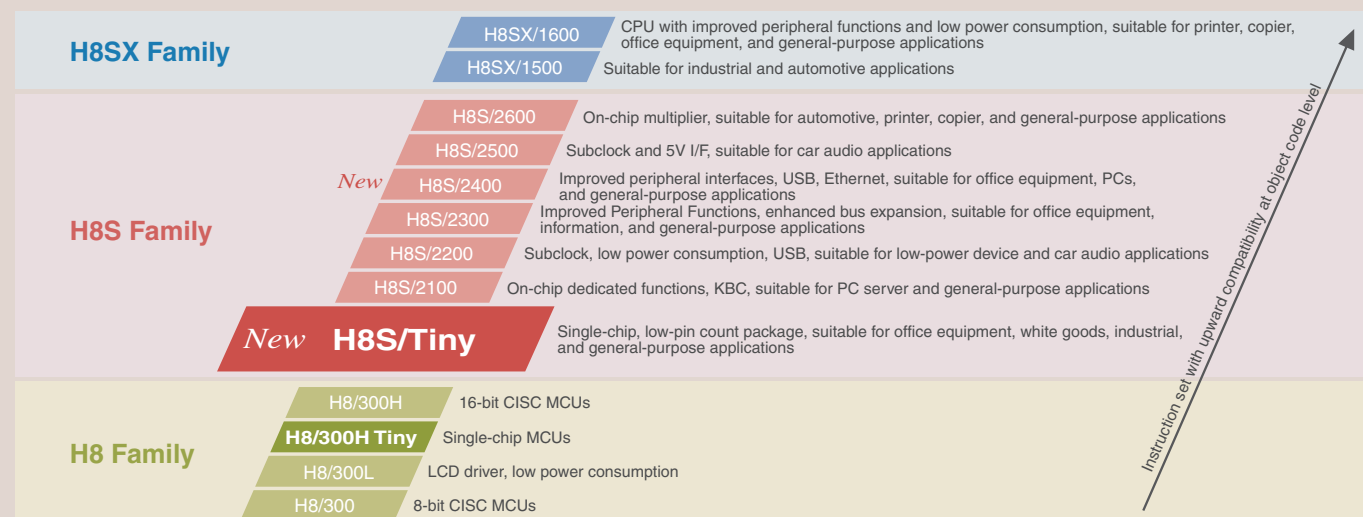 H8SX Family
H8SX/1600
CPU with improved peripheral functions and low power consumption, suitable for printer, copier,
office equipment, and general-purpose applications
H8SX/1500
Suitable for industrial and automotive applications
H8S Family
H8S/2600
On-chip multiplier, suitable for automotive, printer, copier, and general-purpose applications
H8S/2500
Subclock and 5V I/F, suitable for car audio applications
New
H8S/2400
Improved peripheral interfaces, USB, Ethernet, suitable for office equipment, PCs,
and general-purpose applications
H8S/2300
Improved Peripheral Functions, enhanced bus expansion, suitable for office equipment,
information, and general-purpose applications
H8S/2200
Subclock, low power consumption, USB, suitable for low-power device and car audio applications
H8S/2100
On-chip dedicated functions, KBC, suitable for PC server and general-purpose applications
New H8S/Tiny
Single-chip, low-pin count package, suitable for office equipment, white goods, industrial,
and general-purpose applications
H8 Family
H8/300H
16-bit CISC MCUs
H8/300H Tiny
Single-chip MCUs
H8/300L
LCD driver, low power consumption
H8/300
8-bit CISC MCUs
Instruction set with upward compatibility at object code level